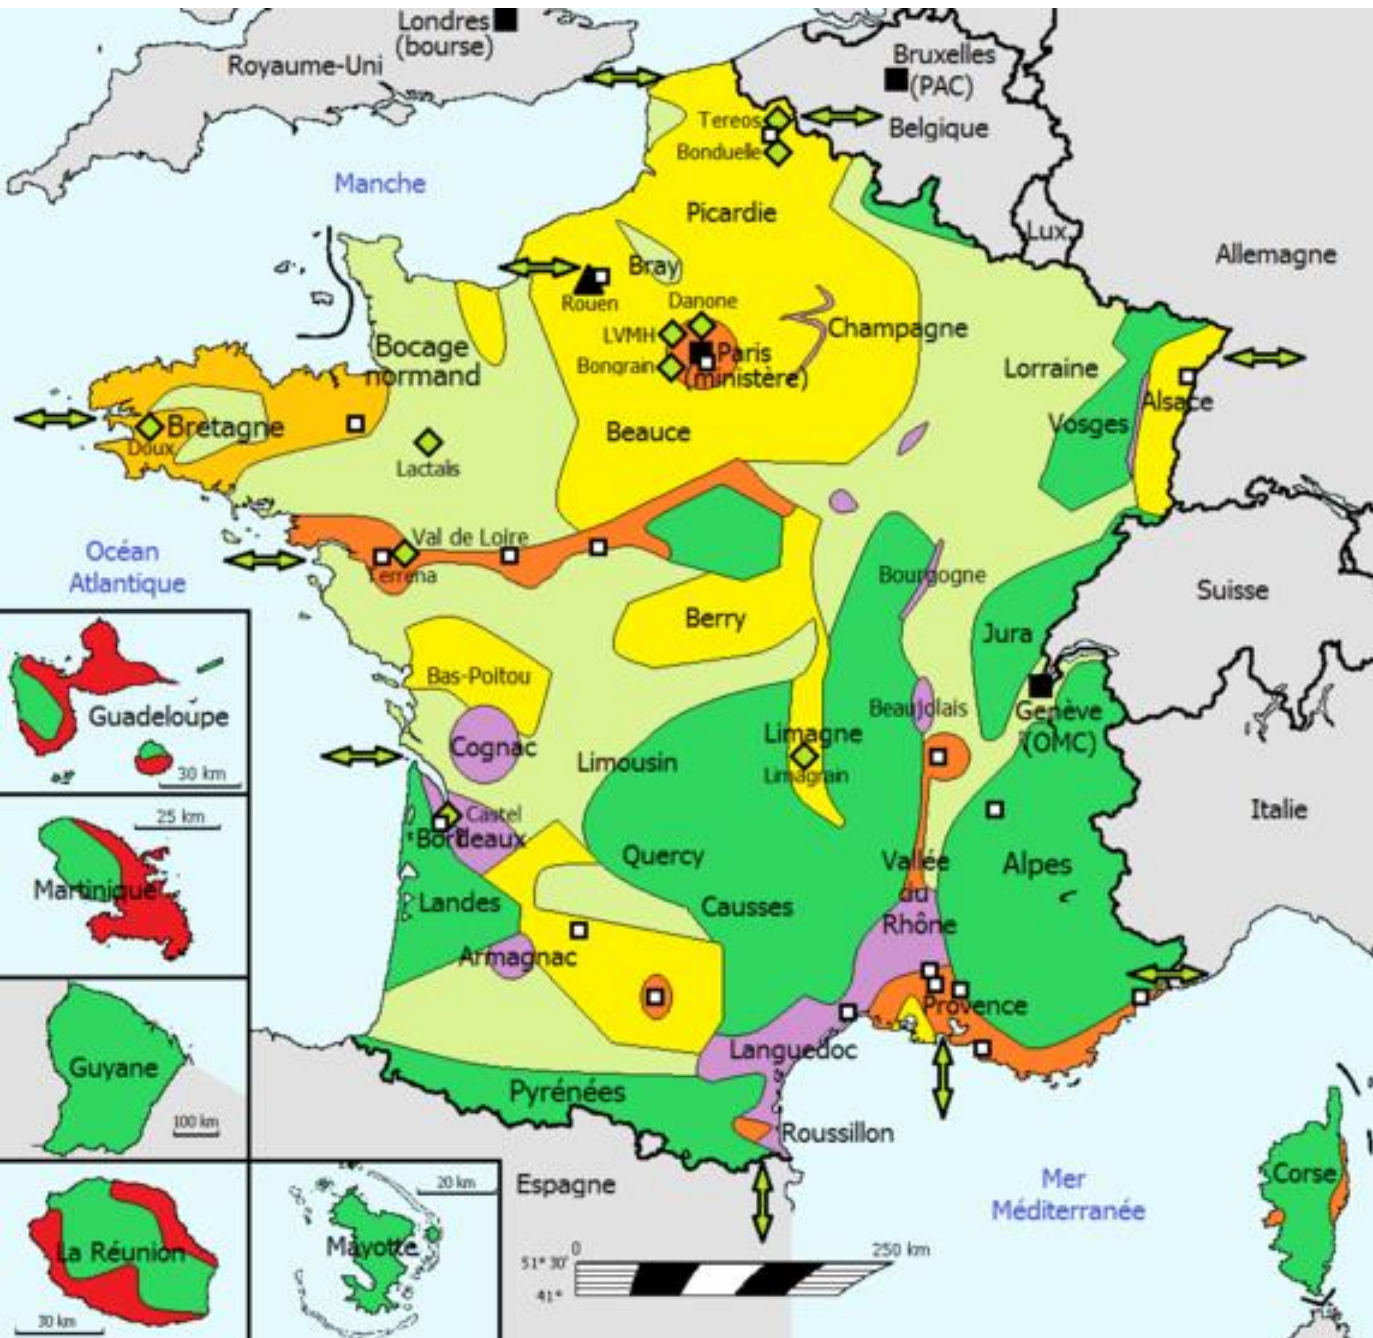 Londres
(bourse)
Royaume-Uni
Bruxelles
(PAC)
Belgique
Tereos
Bonduelle
Manche
Picardie
Lux.
Allemagne
Bray
Rouen
Danone
LVMH
Champagne
Bongrain
Paris
(ministère)
Bocage
normand
Lorraine
Alsace
Vosges
Bretagne
Doux
Beauce
Lactalis
Val de Loire
Terrena
Océan
Atlantique
Bourgogne
Suisse
Berry
Jura
Bas-Poitou
Guadeloupe
30 km
Cognac
Limousin
Limagne
Limagrain
Beaujolais
Genève
(OMC)
Italie
25 km
Martinique
Castel
Bordeaux
Quercy
Vallée
du
Rhône
Alpes
Landes
Causses
Armagnac
Provence
Guyane
100 km
Languedoc
Pyrénées
Roussillon
Corse
Espagne
Mer
Méditerranée
20 km
Mayotte
La Réunion
30 km
0
250 km
51° 30'
41°